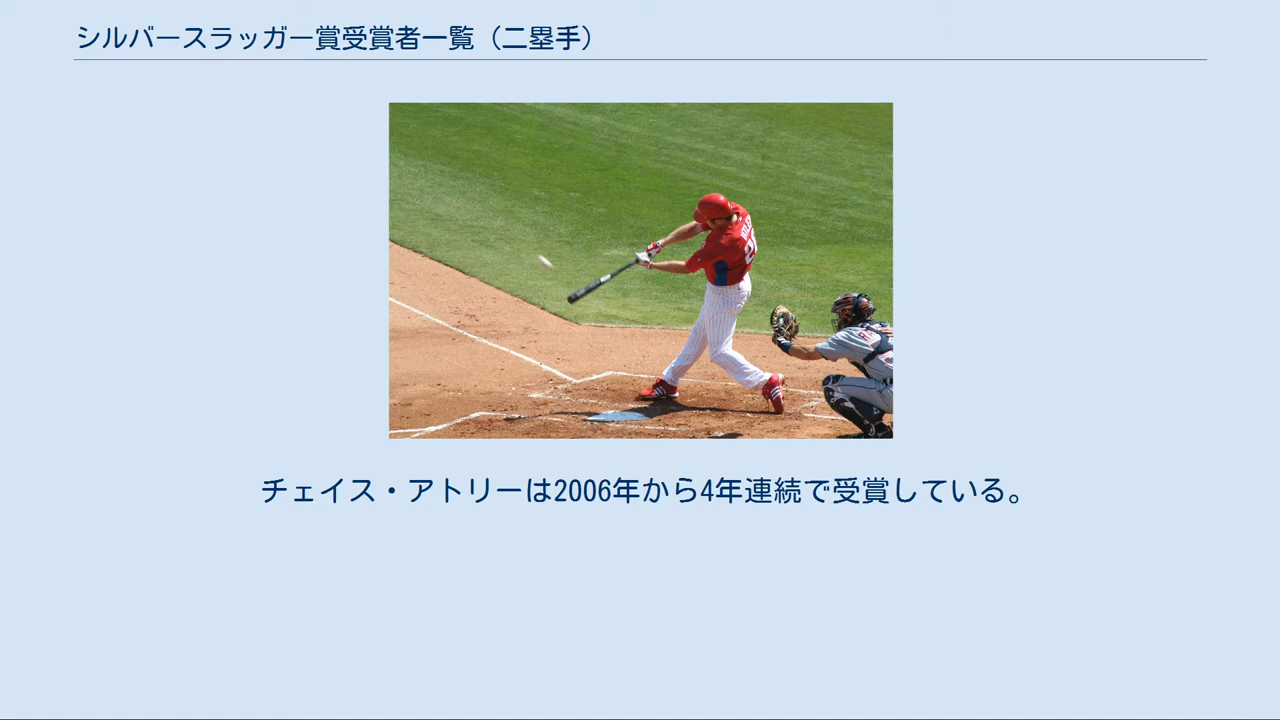 シルバースラッガー賞受賞者一覧（二塁手）
チェイス・アトリーは2006年から4年連続で受賞している。